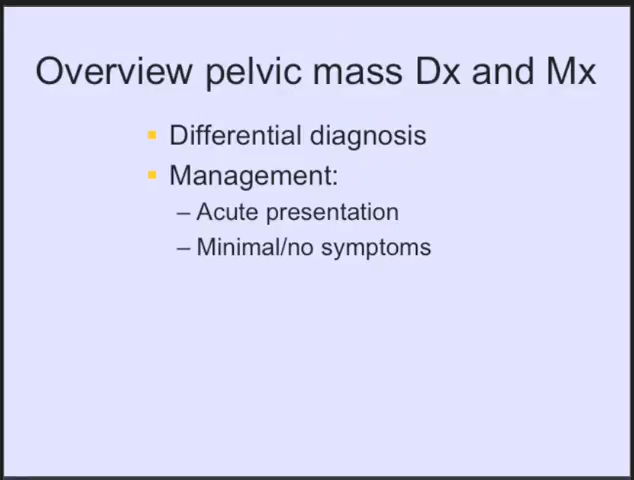 Overview pelvic mass Dx and Mx
Differential diagnosis
Management:
– Acute presentation
– Minimal/no symptoms